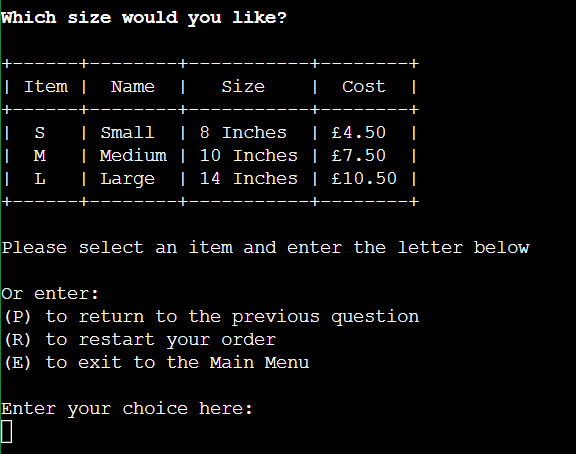 Which size would you like?
+------+--------+-----------+--------+
| Item |  Name  |   Size    |  Cost  |
+------+--------+-----------+--------+
|  S   | Small  | 8 Inches  | £4.50  |
|  M   | Medium | 10 Inches | £7.50  |
|  L   | Large  | 14 Inches | £10.50 |
+------+--------+-----------+--------+
Please select an item and enter the letter below
Or enter:
(P) to return to the previous question
(R) to restart your order
(E) to exit to the Main Menu
Enter your choice here: